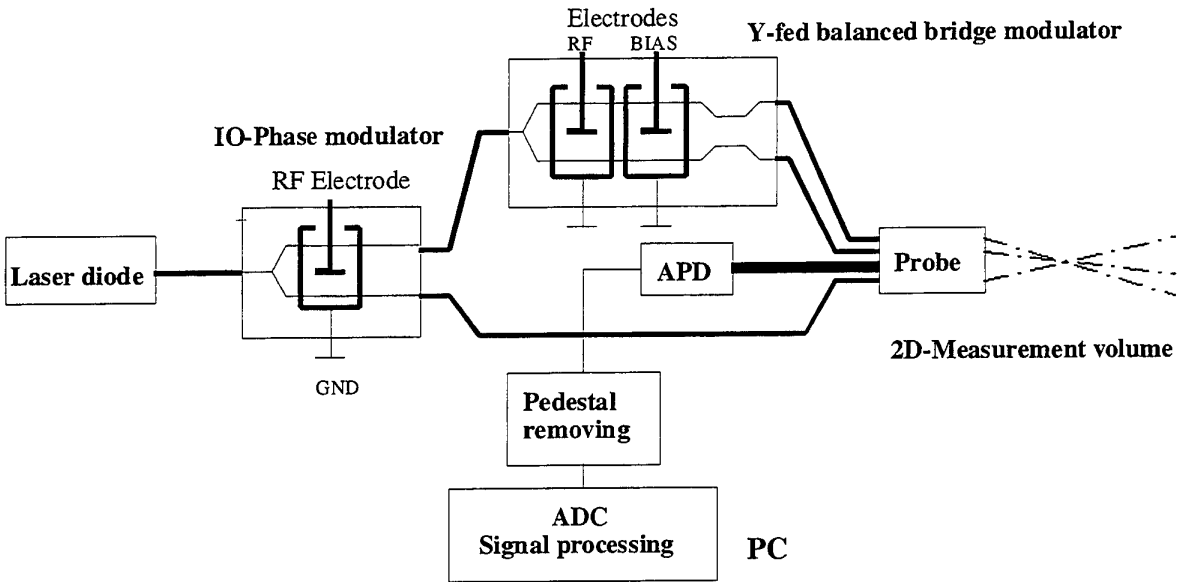 Electrodes
RF BIAS
Y-fed balanced bridge modulator
IO-Phase modulator
RF Electrode
Laser diode
APD
Probe
GND
2D-Measurement volume
Pedestal
removing
ADC
Signal processing
PC